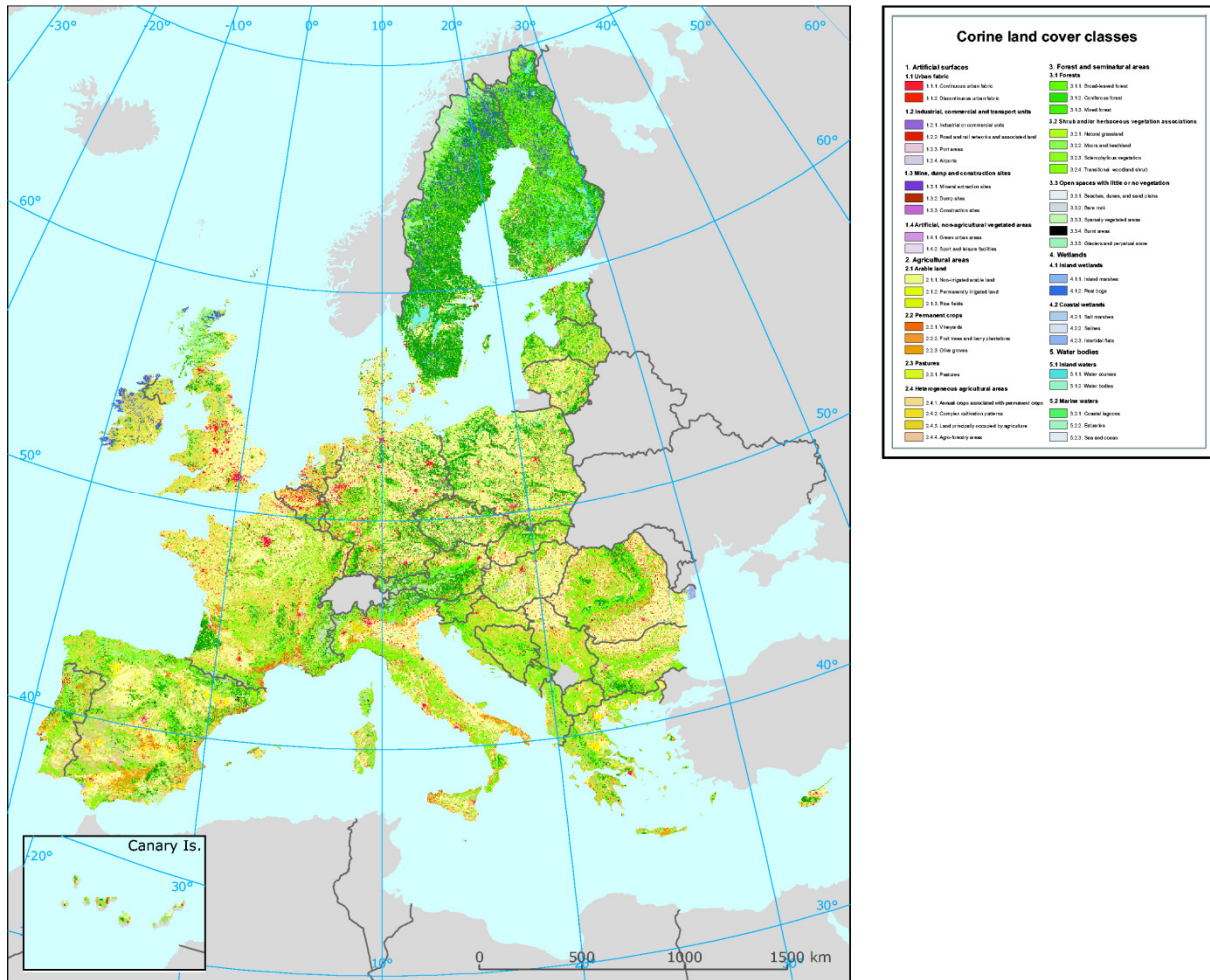 -30°
-20°
-10°
0°
10°
20°
30°
40°
50°
60°
70°
60°
60°
50°
50°
40°
40°
30°
Canary Is.
-20°
30°
0
500
1000
1500 km
10°
Corine land cover classes
1. Artificial surfaces
1.1 Urban fabric
1.1.1. Continuous urban fabric
1.1.2. Discontinuous urban fabric
1.2 Industrial, commercial and transport units
1.2.1. Industrial or commercial units
1.2.2. Road and rail networks and associated land
1.2.3. Port areas
1.2.4. Airports
1.3 Mine, dump and construction sites
1.3.1. Mineral extraction sites
1.3.2. Dump sites
1.3.3. Construction sites
1.4 Artificial, non-agricultural vegetated areas
1.4.1. Green urban areas
1.4.2. Sport and leisure facilities
2. Agricultural areas
2.1 Arable land
2.1.1. Non-irrigated arable land
2.1.2. Permanently irrigated land
2.1.3. Rice fields
2.2 Permanent crops
2.2.1. Vineyards
2.2.2. Fruit trees and berry plantations
2.2.3. Olive groves
2.3 Pastures
2.3.1. Pastures
2.4 Heterogeneous agricultural areas
2.4.1. Annual crops associated with permanent crops
2.4.2. Complex cultivation patterns
2.4.3. Land principally occupied by agriculture
2.4.4. Agro-forestry areas
3. Forest and seminatural areas
3.1 Forests
3.1.1. Broad-leaved forest
3.1.2. Coniferous forest
3.1.3. Mixed forest
3.2 Shrub and/or herbaceous vegetation associations
3.2.1. Natural grassland
3.2.2. Moors and heathland
3.2.3. Sclerophyllous vegetation
3.2.4. Transitional woodland shrub
3.3 Open spaces with little or no vegetation
3.3.1. Beaches, dunes, and sand plains
3.3.2. Bare rock
3.3.3. Sparsely vegetated areas
3.3.4. Burnt areas
3.3.5. Glaciers and perpetual snow
4. Wetlands
4.1 Inland wetlands
4.1.1. Inland marshes
4.1.2. Peat bogs
4.2 Coastal wetlands
4.2.1. Salt marshes
4.2.2. Salines
4.2.3. Intertidal flats
5. Water bodies
5.1 Inland waters
5.1.1. Water courses
5.1.2. Water bodies
5.2 Marine waters
5.2.1. Coastal lagoons
5.2.2. Estuaries
5.2.3. Sea and ocean